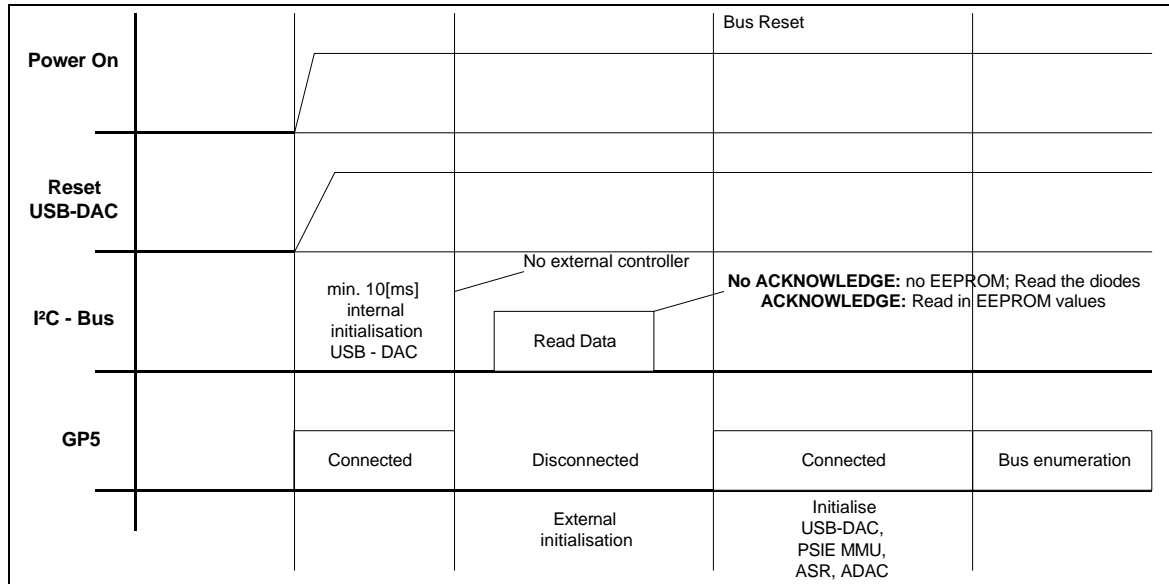 Bus Reset
Power On
Reset
USB-DAC
No external controller
min. 10[ms]
internal
initialisation
USB - DAC
No ACKNOWLEDGE: no EEPROM; Read the diodes
ACKNOWLEDGE: Read in EEPROM values
I²C - Bus
Read Data
GP5
Connected
Disconnected
Connected
Bus enumeration
External
initialisation
Initialise
USB-DAC,
PSIE MMU,
ASR, ADAC